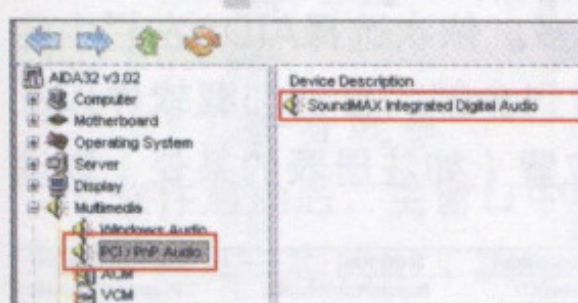 AIDA32 v3.02
Computer
Motherboard
Operating System
Server
Display
Multimedia
Windows Audio
PCI / PnP Audio
ACM
VCM
Device Description
SoundMAX Integrated Digital Audio